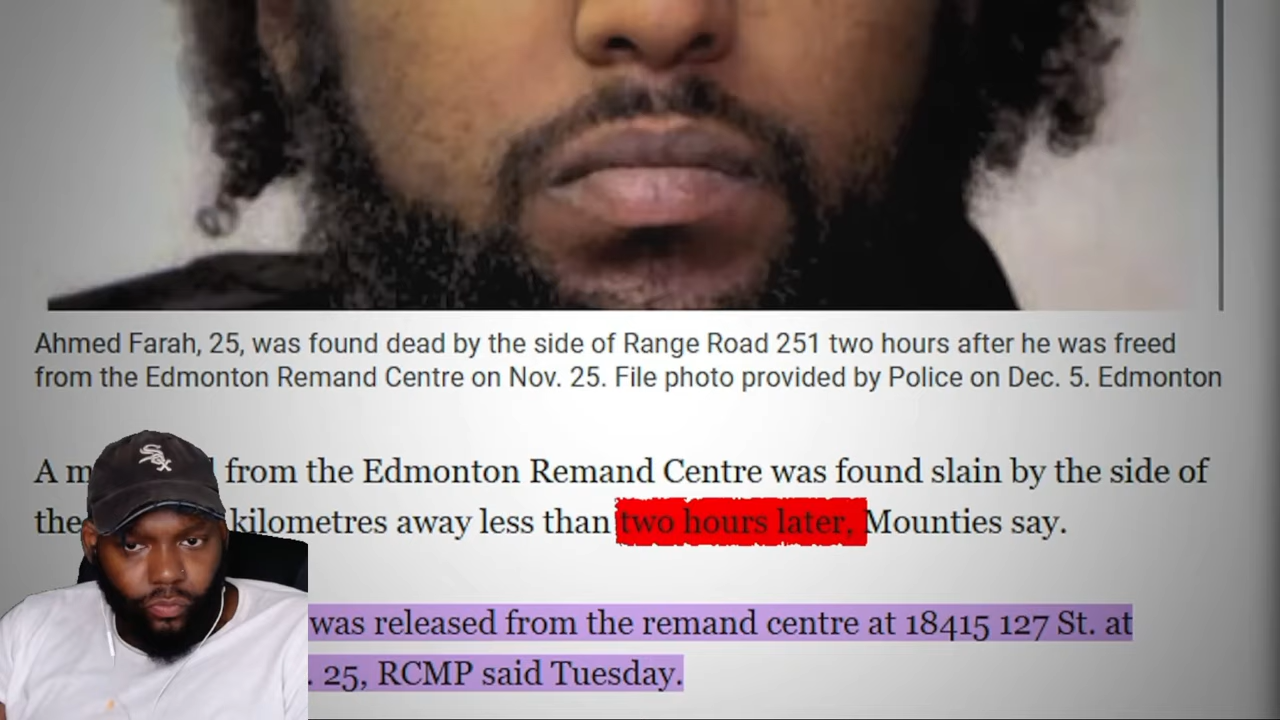 Ahmed Farah, 25, was found dead by the side of Range Road 251 two hours after he was freed
from the Edmonton Remand Centre on Nov. 25. File photo provided by Police on Dec. 5. Edmonton
A m from the Edmonton Remand Centre was found slain by the side of
the kilometres away less than two hours later, Mounties say.
Sox
was released from the remand centre at 18415 127 St. at
. 25, RCMP said Tuesday.